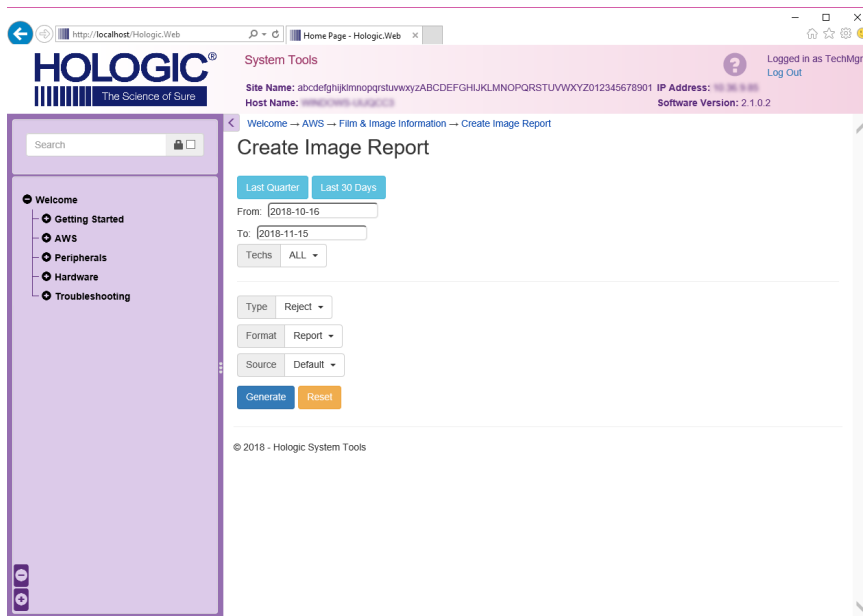 http://localhost/Hologic.Web
Home Page - Hologic.Web
HOLOGIC®
The Science of Sure
System Tools
Logged in as TechMgr
Log Out
Site Name: abcdefghijklmnopqrstuvwxyzABCDEFGHIJKLMNOPQRSTUVWXYZ012345678901 IP Address:
Host Name:
Software Version: 2.1.0.2
Search
Welcome → AWS → Film & Image Information → Create Image Report
Create Image Report
Welcome
Getting Started
AWS
Peripherals
Hardware
Troubleshooting
Last Quarter Last 30 Days
From: 2018-10-16
To: 2018-11-15
Techs ALL
Type Reject
Format Report
Source Default
Generate Reset
© 2018 - Hologic System Tools